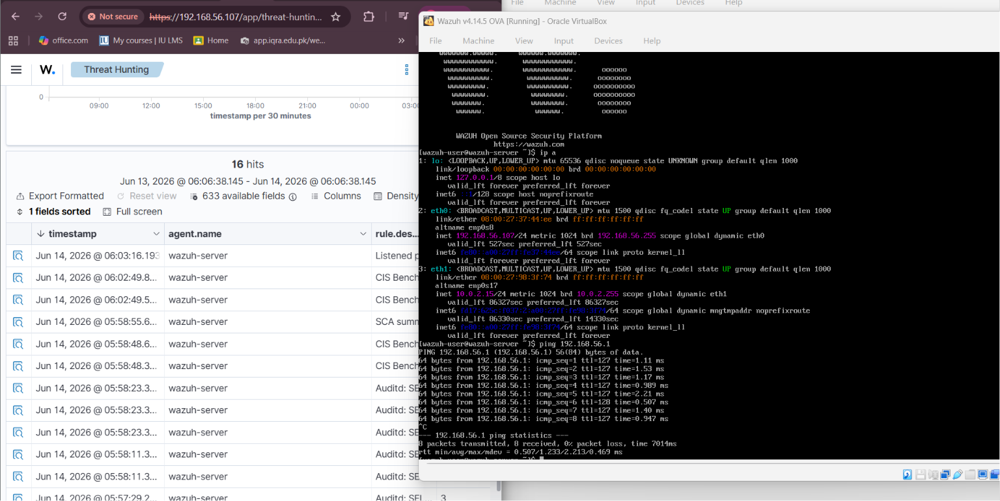 File Machine View Input Devices Help
Not secure https://192.168.56.107/app/threat-huntin...
office.com My courses | IU LMS Home app.iqra.edu.pk/we... »
W. Threat Hunting
0
09:00 12:00 15:00 18:00 21:00 00:00 03:0
timestamp per 30 minutes
16 hits
Jun 13, 2026 @ 06:06:38.145 - Jun 14, 2026 @ 06:06:38.145
Export Formatted Reset view 633 available fields Columns Density
1 fields sorted Full screen
timestamp agent.name rule.des...
Jun 14, 2026 @ 06:03:16.193 wazuh-server Listened p
Jun 14, 2026 @ 06:02:49.8... wazuh-server CIS Bench
Jun 14, 2026 @ 06:02:49.5... wazuh-server CIS Bench
Jun 14, 2026 @ 05:58:55.6... wazuh-server SCA summ
Jun 14, 2026 @ 05:58:48.6... wazuh-server CIS Bench
Jun 14, 2026 @ 05:58:48.3... wazuh-server CIS Bench
Jun 14, 2026 @ 05:58:23.3... wazuh-server Auditd: SE
Jun 14, 2026 @ 05:58:23.3... wazuh-server Auditd: SE
Jun 14, 2026 @ 05:58:23.3... wazuh-server Auditd: SE
Jun 14, 2026 @ 05:58:11.3... wazuh-server Auditd: SE
Jun 14, 2026 @ 05:58:11.3... wazuh-server Auditd: SE
Jun 14, 2026 @ 05:57:29.2... wazuh-server Auditd: SEL... 3
Wazuh v4.14.5 OVA [Running] - Oracle VirtualBox
File Machine View Input Devices Help
wwwwwww.wwwww. wwwwww.wwwwwww.
wwwwwwwwwwww. wwwwwwwwwwww.
wwwwwwwwwww. wwwwwwwwwwww. oooooo
wwwwwwwwww. wwwwwwwwww. oooooooo
wwwwwwwww. wwwwwwwwww. oooooooooo
wwwwwwww. wwwwwwww. oooooooooo
wwwwwww. wwwwwwww. oooooooo
wwwwww. wwwwww. oooooo
WAZUH Open Source Security Platform
https://wazuh.com
[wazuh-user@wazuh-server ~]$ ip a
1: lo: <LOOPBACK,UP,LOWER_UP> mtu 65536 qdisc noqueue state UNKNOWN group default qlen 1000
link/loopback 00:00:00:00:00:00 brd 00:00:00:00:00:00
inet 127.0.0.1/8 scope host lo
valid_lft forever preferred_lft forever
inet6 ::1/128 scope host noprefixroute
valid_lft forever preferred_lft forever
2: eth0: <BROADCAST,MULTICAST,UP,LOWER_UP> mtu 1500 qdisc fq_codel state UP group default qlen 1000
link/ether 08:00:27:37:44:ee brd ff:ff:ff:ff:ff:ff
altname enp0s8
inet 192.168.56.107/24 metric 1024 brd 192.168.56.255 scope global dynamic eth0
valid_lft 527sec preferred_lft 527sec
inet6 fe80::a00:27ff:fe37:44ee/64 scope link proto kernel_ll
valid_lft forever preferred_lft forever
3: eth1: <BROADCAST,MULTICAST,UP,LOWER_UP> mtu 1500 qdisc fq_codel state UP group default qlen 1000
link/ether 08:00:27:98:3f:74 brd ff:ff:ff:ff:ff:ff
altname enp0s17
inet 10.0.2.15/24 metric 1024 brd 10.0.2.255 scope global dynamic eth1
valid_lft 86327sec preferred_lft 86327sec
inet6 /64 scope global dynamic mngtmpaddr noprefixroute
valid_lft 86330sec preferred_lft 14330sec
inet6 fe80::a00:27ff:fe98:3f74/64 scope link proto kernel_ll
valid_lft forever preferred_lft forever
[wazuh-user@wazuh-server ~]$ ping 192.168.56.1
PING 192.168.56.1 (192.168.56.1) 56(84) bytes of data.
64 bytes from 192.168.56.1: icmp_seq=1 ttl=127 time=1.11 ms
64 bytes from 192.168.56.1: icmp_seq=2 ttl=127 time=1.53 ms
64 bytes from 192.168.56.1: icmp_seq=3 ttl=127 time=1.17 ms
64 bytes from 192.168.56.1: icmp_seq=4 ttl=127 time=0.989 ms
64 bytes from 192.168.56.1: icmp_seq=5 ttl=127 time=2.21 ms
64 bytes from 192.168.56.1: icmp_seq=6 ttl=128 time=0.507 ms
64 bytes from 192.168.56.1: icmp_seq=7 ttl=127 time=1.40 ms
64 bytes from 192.168.56.1: icmp_seq=8 ttl=127 time=0.947 ms
^C
--- 192.168.56.1 ping statistics ---
8 packets transmitted, 8 received, 0% packet loss, time 7014ms
rtt min/avg/max/mdev = 0.507/1.233/2.213/0.469 ms
[wazuh-user@wazuh-server ~]$